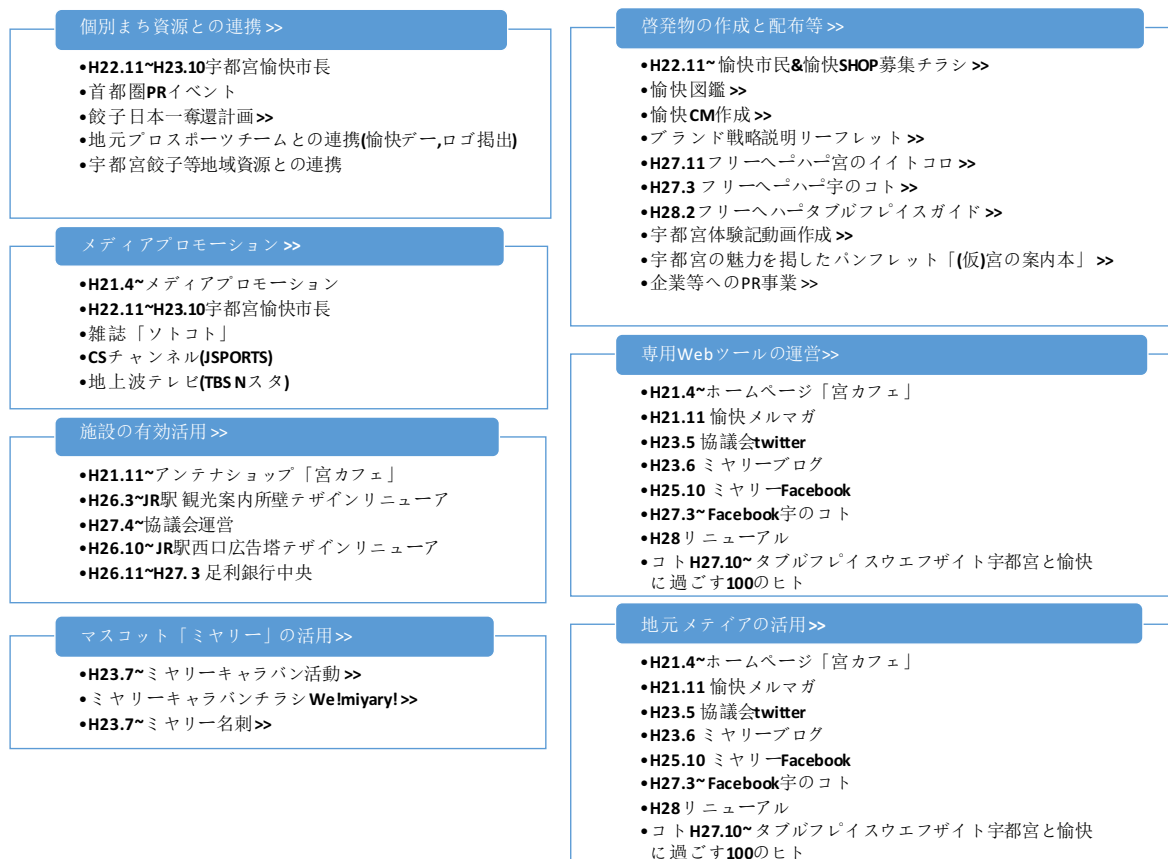 個別まち資源との連携>>
•H22.11~H23.10宇都宮愉快市長
•首都圏PRイベント
•餃子日本一奪還計画>>
•地元プロスポーツチームとの連携(愉快デー,ロゴ掲出)
•宇都宮餃子等地域資源との連携
メディアプロモーション>>
•H21.4~メディアプロモーション
•H22.11~H23.10宇都宮愉快市長
•雑誌「ソトコト」
•CSチャンネル(JSPORTS)
•地上波テレビ(TBS Nスタ)
施設の有効活用>>
•H21.11~アンテナショップ「宮カフェ」
•H26.3~JR駅 観光案内所壁テザインリニューア
•H27.4~協議会運営
•H26.10~JR駅西口広告塔テザインリニューア
•H26.11~H27. 3 足利銀行中央
マスコット「ミヤリー」の活用>>
•H23.7~ミヤリーキャラバン活動>>
•ミヤリーキャラバンチラシWe!miyary!>>
•H23.7~ミヤリー名刺>>
啓発物の作成と配布等>>
•H22.11~愉快市民&愉快SHOP募集チラシ>>
•愉快図鑑>>
•愉快CM作成>>
•ブランド戦略説明リーフレット>>
•H27.11フリーへーハー宮のイイトコロ>>
•H27.3 フリーへーハー宇のコト>>
•H28.2フリーへハータブルフレイスガイド>>
•宇都宮体験記動画作成>>
•宇都宮の魅力を掲したパンフレット「(仮)宮の案内本」>>
•企業等へのPR事業>>
専用Webツールの運営>>
•H21.4~ホームページ「宮カフェ」
•H21.11 愉快メルマガ
•H23.5 協議会twitter
•H23.6 ミヤリーブログ
•H25.10 ミヤリーFacebook
•H27.3~Facebook宇のコト
•H28リニューアル
•コトH27.10~タブルフレイスウエフザイト宇都宮と愉快
に過ごす100のヒト
地元メテイアの活用>>
•H21.4~ホームページ「宮カフェ」
•H21.11 愉快メルマガ
•H23.5 協議会twitter
•H23.6 ミヤリーブログ
•H25.10 ミヤリーFacebook
•H27.3~Facebook宇のコト
•H28リニューアル
•コトH27.10~タブルフレイスウエフザイト宇都宮と愉快
に過ごす100のヒト